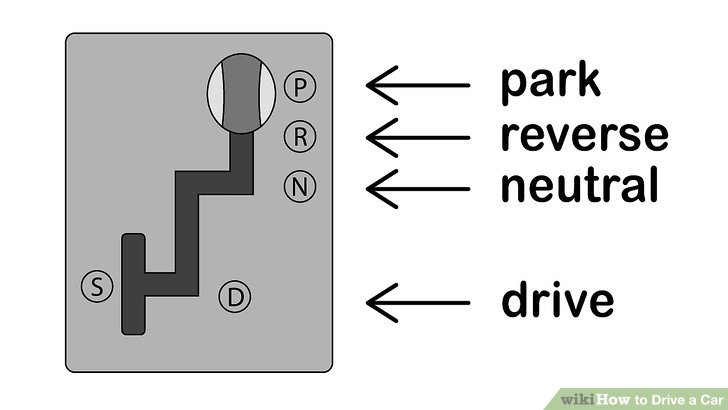 P park
R reverse
N neutral
S
D drive
wikiHow to Drive a Car